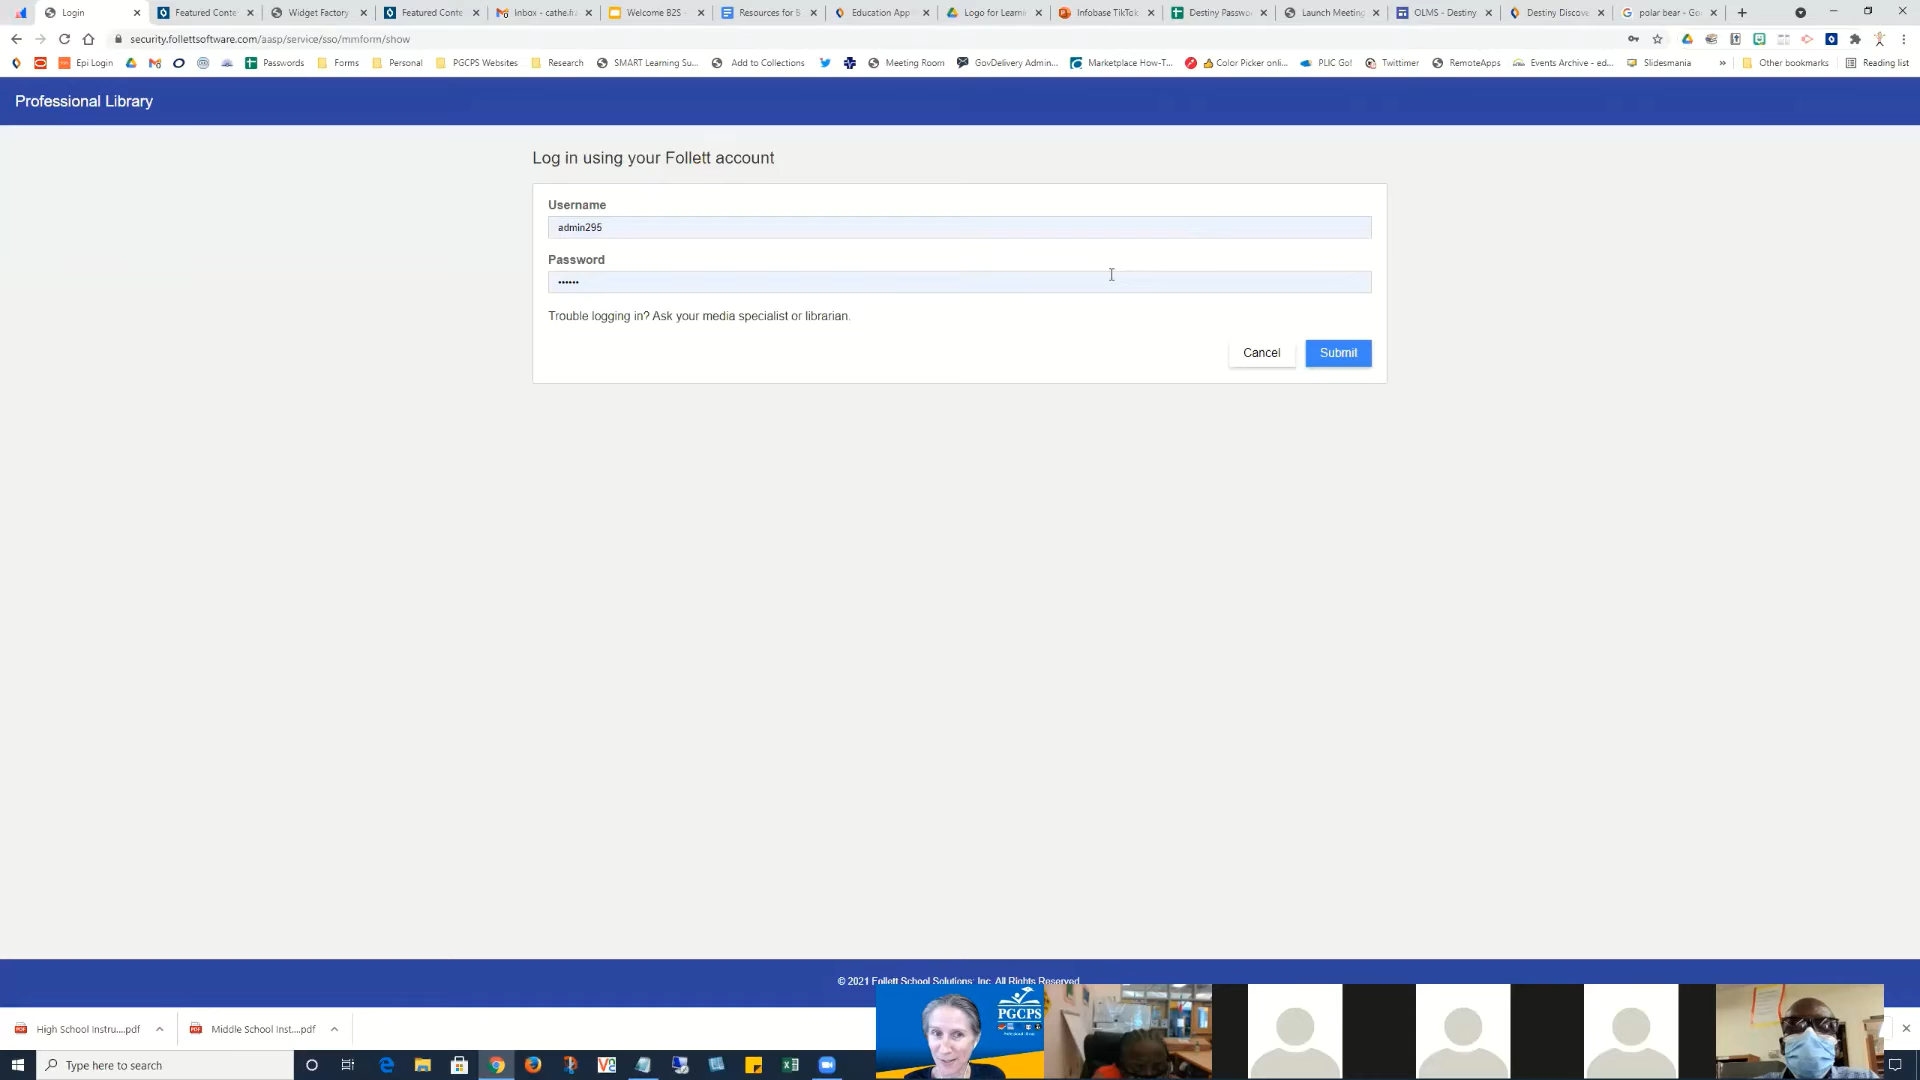 Login
Featured Conte
Widget Factory
Featured Conte
Inbox - cathe.fr
Welcome B2S
Resources for S
Education App
Logo for Learni
Infobase TikTok
Destiny Passwo
Launch Meeting
OLMS - Destiny
Destiny Discov
polar bear - Go
security.follettsoftware.com/aasp/service/sso/mmform/show
Epi Login
Passwords
Forms
Personal
PGCPS Websites
Research
SMART Learning Su...
Add to Collections
Meeting Room
GovDelivery Admin...
Marketplace How-T...
Color Picker onli...
PLIC Go!
Twittimer
RemoteApps
Events Archive - ed...
Slidesmania
»
Other bookmarks
Reading list
Professional Library
Log in using your Follett account
Username
admin295
Password
••••••
Trouble logging in? Ask your media specialist or librarian.
Cancel
Submit
© 2021 Follett School Solutions, Inc. All Rights Reserved.
High School Instru....pdf
Middle School Inst....pdf
PGCPS
Type here to search